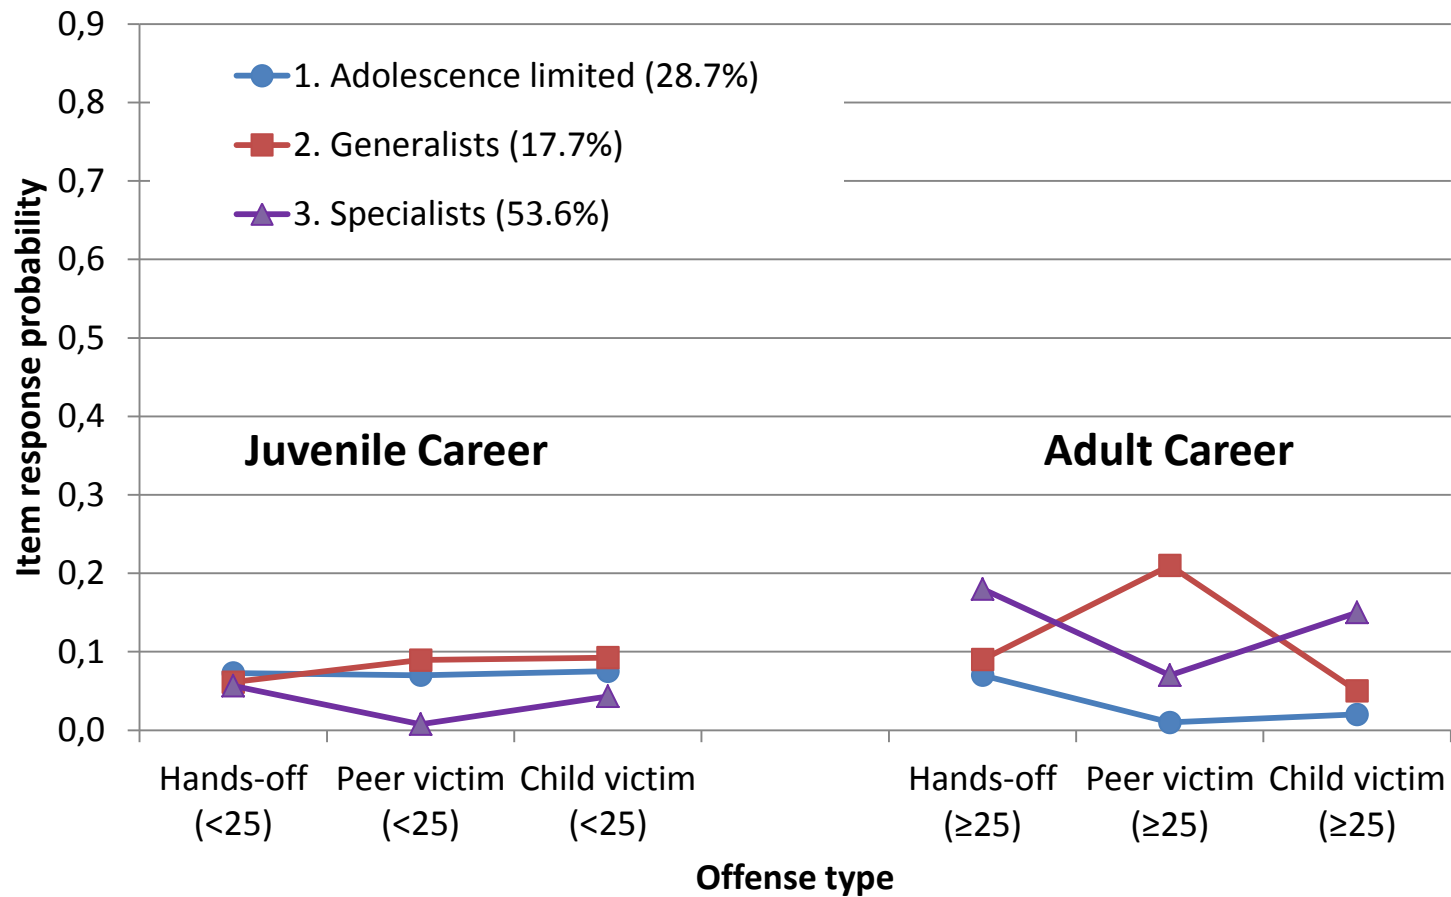 0,9
0,8
0,7
0,6
0,5
0,4
0,3
0,2
0,1
0,0
Item response probability
1. Adolescence limited (28.7%)
2. Generalists (17.7%)
3. Specialists (53.6%)
Juvenile Career
Adult Career
Hands-off
(<25)
Peer victim
(<25)
Child victim
(<25)
Hands-off
(≥25)
Peer victim
(≥25)
Child victim
(≥25)
Offense type